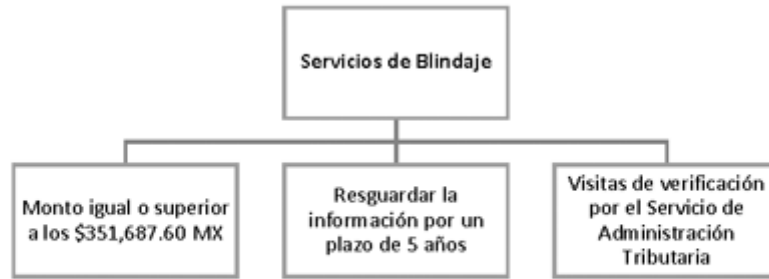 Servicios de Blindaje
Monto igual o superior
a los $351,687.60 MX
Resguardar la
información por un
plazo de 5 años
Visitas de verificación
por el Servicio de
Administración
Tributaria